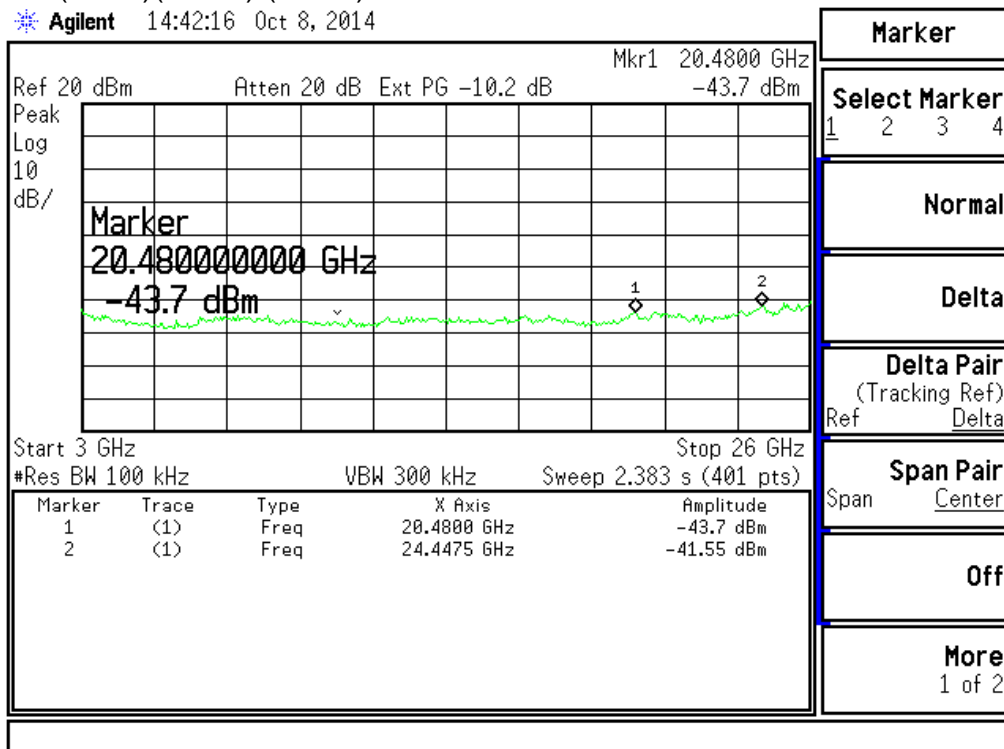 Agilent 14:42:16 Oct 8, 2014
Mkr1 20.4800 GHz
Ref 20 dBm Atten 20 dB Ext PG -10.2 dB -43.7 dBm
Peak
Log
10
dB/
Marker
20.480000000 GHz
-43.7 dBm
1
2
Start 3 GHz Stop 26 GHz
#Res BW 100 kHz VBW 300 kHz Sweep 2.383 s (401 pts)
Marker Trace Type X Axis Amplitude
1 (1) Freq 20.4800 GHz -43.7 dBm
2 (1) Freq 24.4475 GHz -41.55 dBm
Marker
Select Marker
1 2 3 4
Normal
Delta
Delta Pair
(Tracking Ref)
Ref Delta
Span Pair
Span Center
Off
More
1 of 2